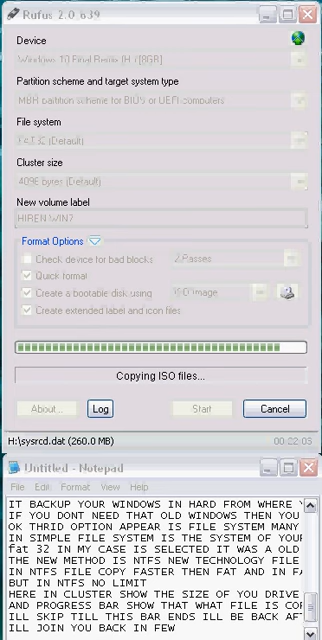 Rufus 2.0_639
Device
Windows 10 Final Remix (H:) [8GB]
Partition scheme and target system type
MBR partition scheme for BIOS or UEFI computers
File system
FAT32 (Default)
Cluster size
4096 bytes (Default)
New volume label
HIREN WIN7
Format Options
Check device for bad blocks 2 Passes
Quick format
Create a bootable disk using ISO Image
Create extended label and icon files
Copying ISO files...
About... Log Start Cancel
H:\sysrcd.dat (260.0 MB) 00:02:03
Untitled - Notepad
File Edit Format View Help
IT BACKUP YOUR WINDOWS IN HARD FROM WHERE
IF YOU DONT NEED THAT OLD WINDOWS THEN YOU
OK THRID OPTION APPEAR IS FILE SYSTEM MANY
IN SIMPLE FILE SYSTEM IS THE SYSTEM OF YOUR
fat 32 IN MY CASE IS SELECTED IT WAS A OLD
THE NEW METHOD IS NTFS NEW TECHNOLOGY FILE
IN NTFS FILE COPY FASTER THEN FAT AND IN
BUT IN NTFS NO LIMIT
HERE IN CLUSTER SHOW THE SIZE OF YOU DRIVE
AND PROGRESS BAR SHOW THAT WHAT FILE IS
ILL SKIP TILL THIS BAR ENDS ILL BE BACK
ILL JOIN YOU BACK IN FEW